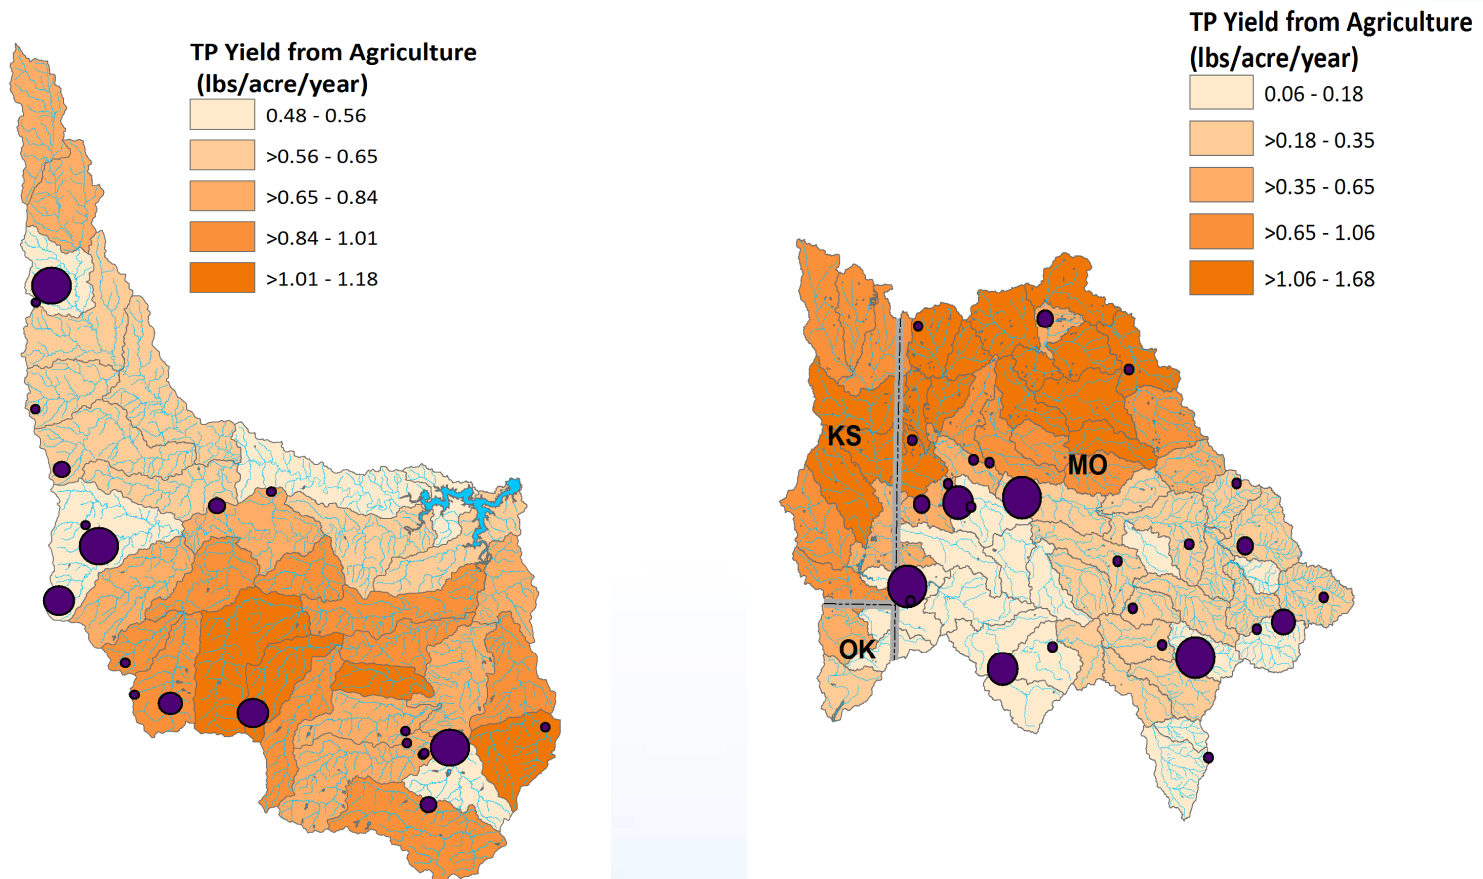 TP Yield from Agriculture
(lbs/acre/year)
0.48 - 0.56
>0.56 - 0.65
>0.65 - 0.84
>0.84 - 1.01
>1.01 - 1.18
TP Yield from Agriculture
(lbs/acre/year)
0.06 - 0.18
>0.18 - 0.35
>0.35 - 0.65
>0.65 - 1.06
>1.06 - 1.68
KS
MO
OK